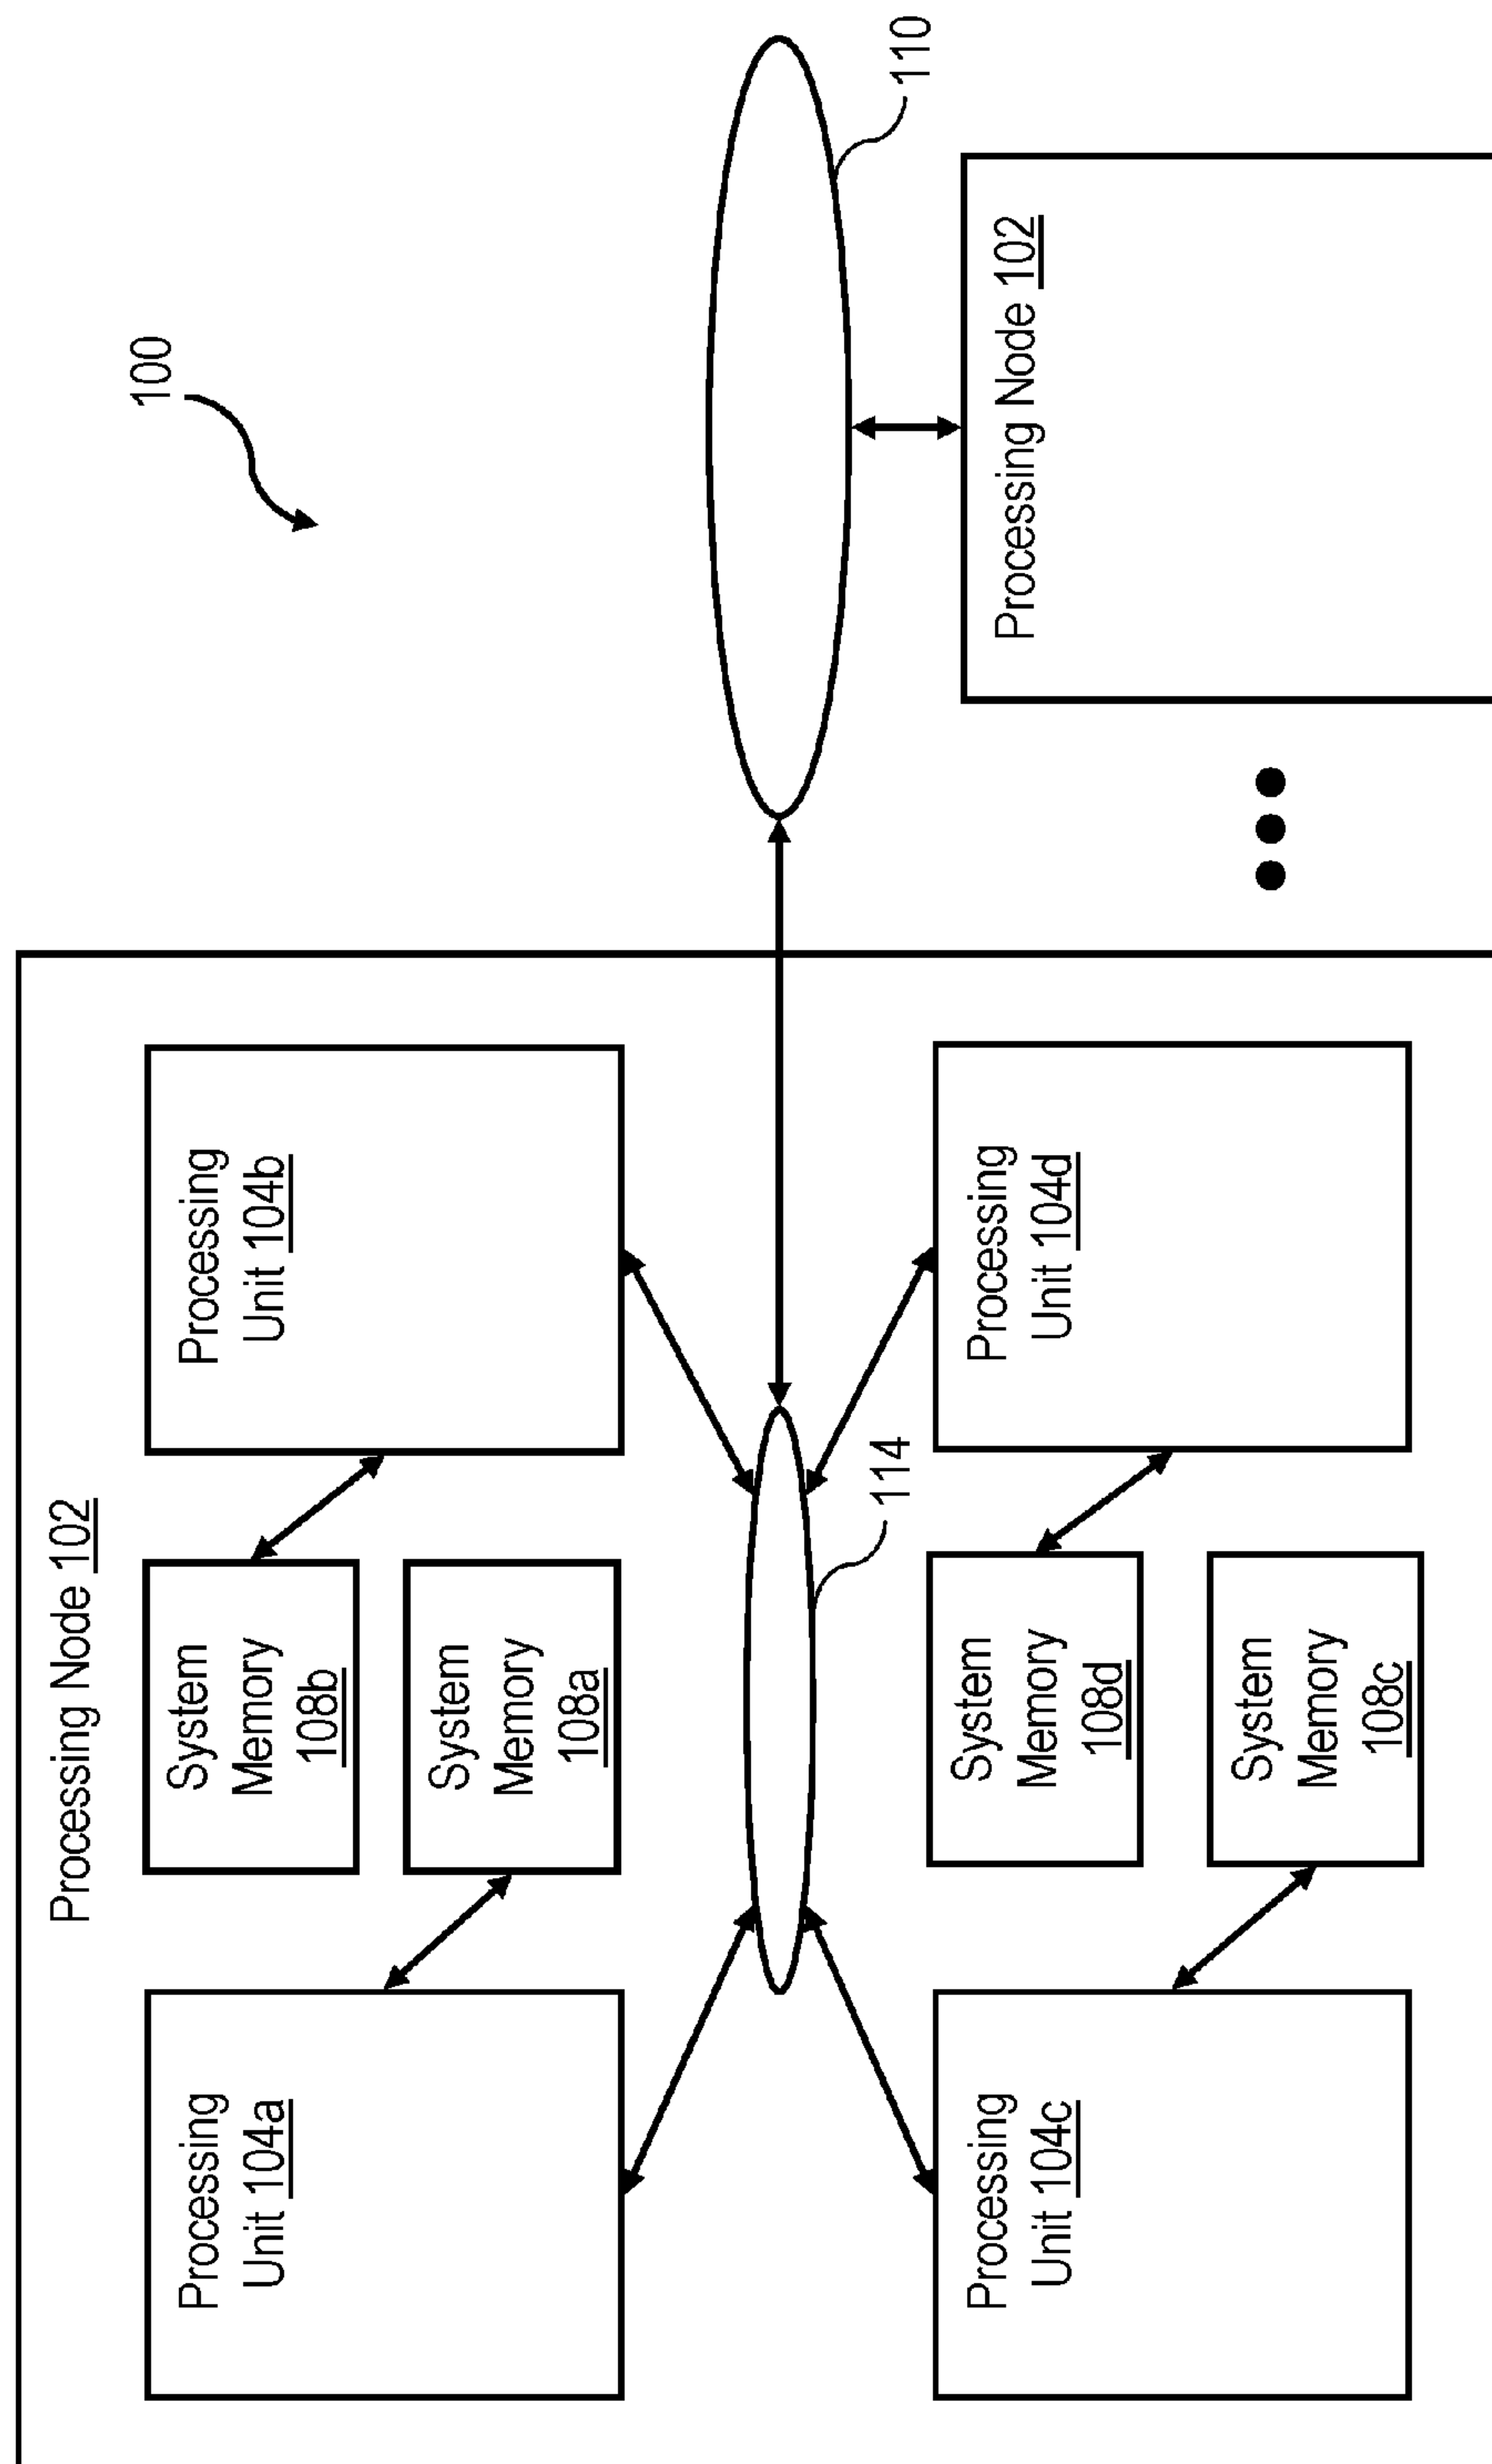 100
Processing Node 102
Processing
Unit 104a
System
Memory
108b
System
Memory
108a
Processing
Unit 104b
114
110
Processing
Unit 104c
System
Memory
108d
System
Memory
108c
Processing
Unit 104d
Processing Node 102